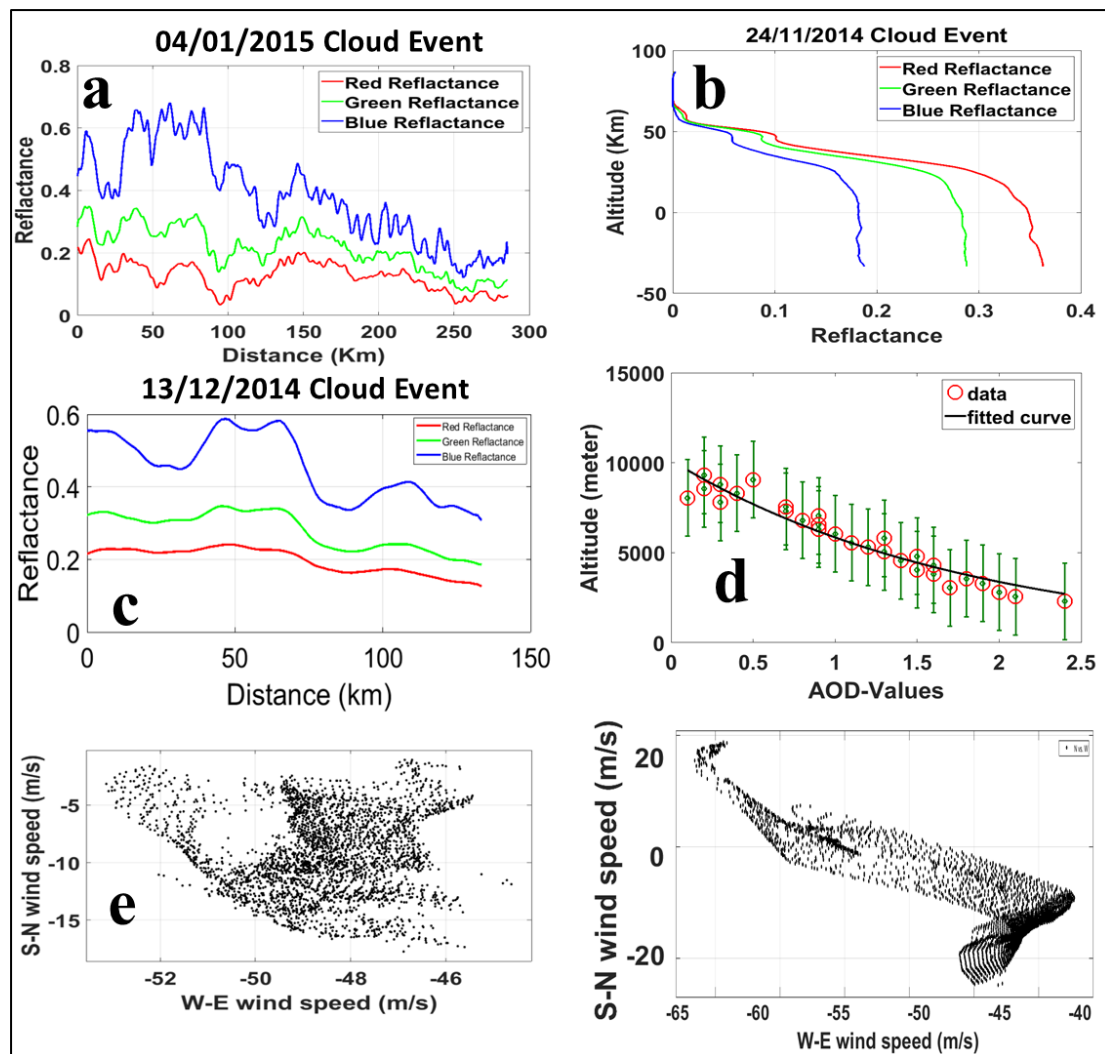 04/01/2015 Cloud Event
a
Red Reflactance
Green Reflactance
Blue Reflactance
Reflactance
0.8
0.6
0.4
0.2
0
0 50 100 150 200 250 300
Distance (Km)
24/11/2014 Cloud Event
b
Red Reflactance
Green Reflactance
Blue Reflactance
Altitude (Km)
100
50
0
-50
0 0.1 0.2 0.3 0.4
Reflactance
13/12/2014 Cloud Event
c
Red Reflactance
Green Reflactance
Blue Reflactance
Reflactance
0.6
0.4
0.2
0
0 50 100 150
Distance (km)
d
data
fitted curve
Altitude (meter)
15000
10000
5000
0
0 0.5 1 1.5 2 2.5
AOD-Values
e
S-N wind speed (m/s)
-5
-10
-15
-52 -50 -48 -46
W-E wind speed (m/s)
S-N wind speed (m/s)
20
0
-20
-65 -60 -55 -50 -45 -40
W-E wind speed (m/s)